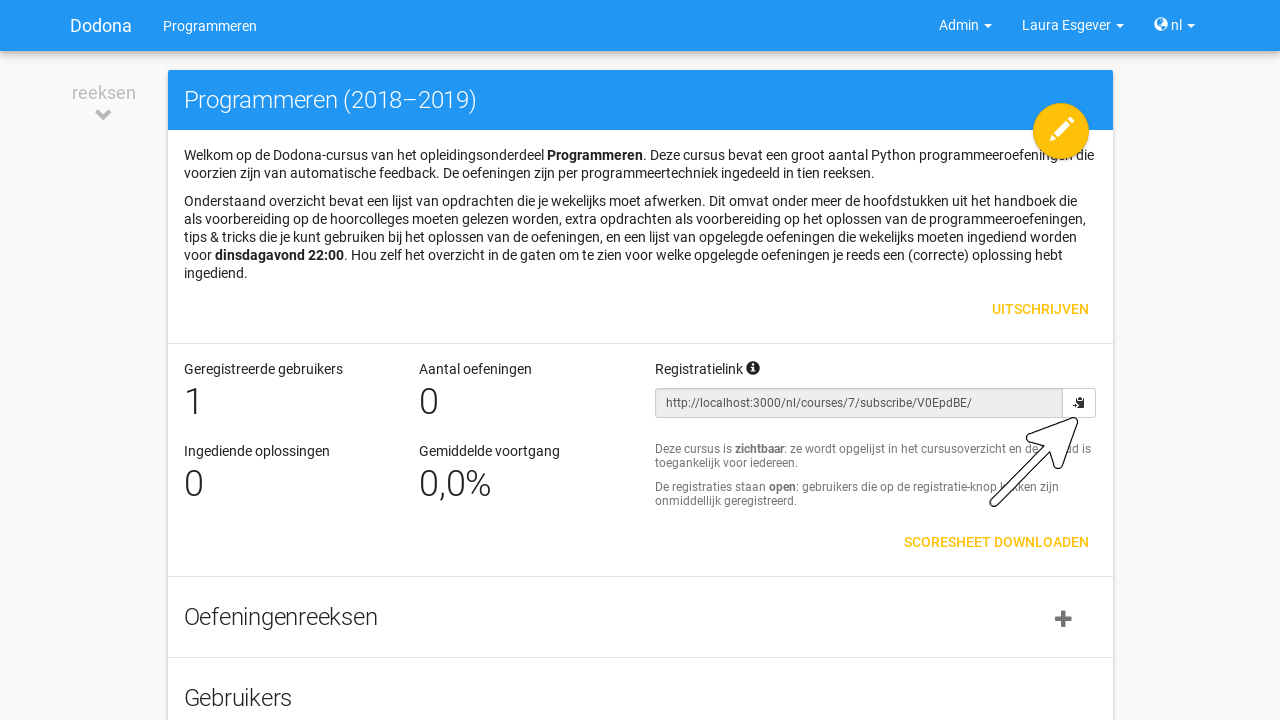 Dodona Programmeren Admin Laura Esgever nl
reeksen
Programmeren (2018–2019)
Welkom op de Dodona-cursus van het opleidingsonderdeel Programmeren. Deze cursus bevat een groot aantal Python programmeeroefeningen die
voorzien zijn van automatische feedback. De oefeningen zijn per programmeertechniek ingedeeld in tien reeksen.
Onderstaand overzicht bevat een lijst van opdrachten die je wekelijks moet afwerken. Dit omvat onder meer de hoofdstukken uit het handboek die
als voorbereiding op de hoorcolleges moeten gelezen worden, extra opdrachten als voorbereiding op het oplossen van de programmeeroefeningen,
tips & tricks die je kunt gebruiken bij het oplossen van de oefeningen, en een lijst van opgelegde oefeningen die wekelijks moeten ingediend worden
voor dinsdagavond 22:00. Hou zelf het overzicht in de gaten om te zien voor welke opgelegde oefeningen je reeds een (correcte) oplossing hebt
ingediend.
UITSCHRIJVEN
Geregistreerde gebruikers
1
Aantal oefeningen
0
Registratielink
http://localhost:3000/nl/courses/7/subscribe/V0EpdBE/
Ingediende oplossingen
0
Gemiddelde voortgang
0,0%
Deze cursus is zichtbaar: ze wordt opgelijst in het cursusoverzicht en de is
toegankelijk voor iedereen.
De registraties staan open: gebruikers die op de registratie-knop klikken zijn
onmiddellijk geregistreerd.
SCORESHEET DOWNLOADEN
Oefeningenreeksen
Gebruikers